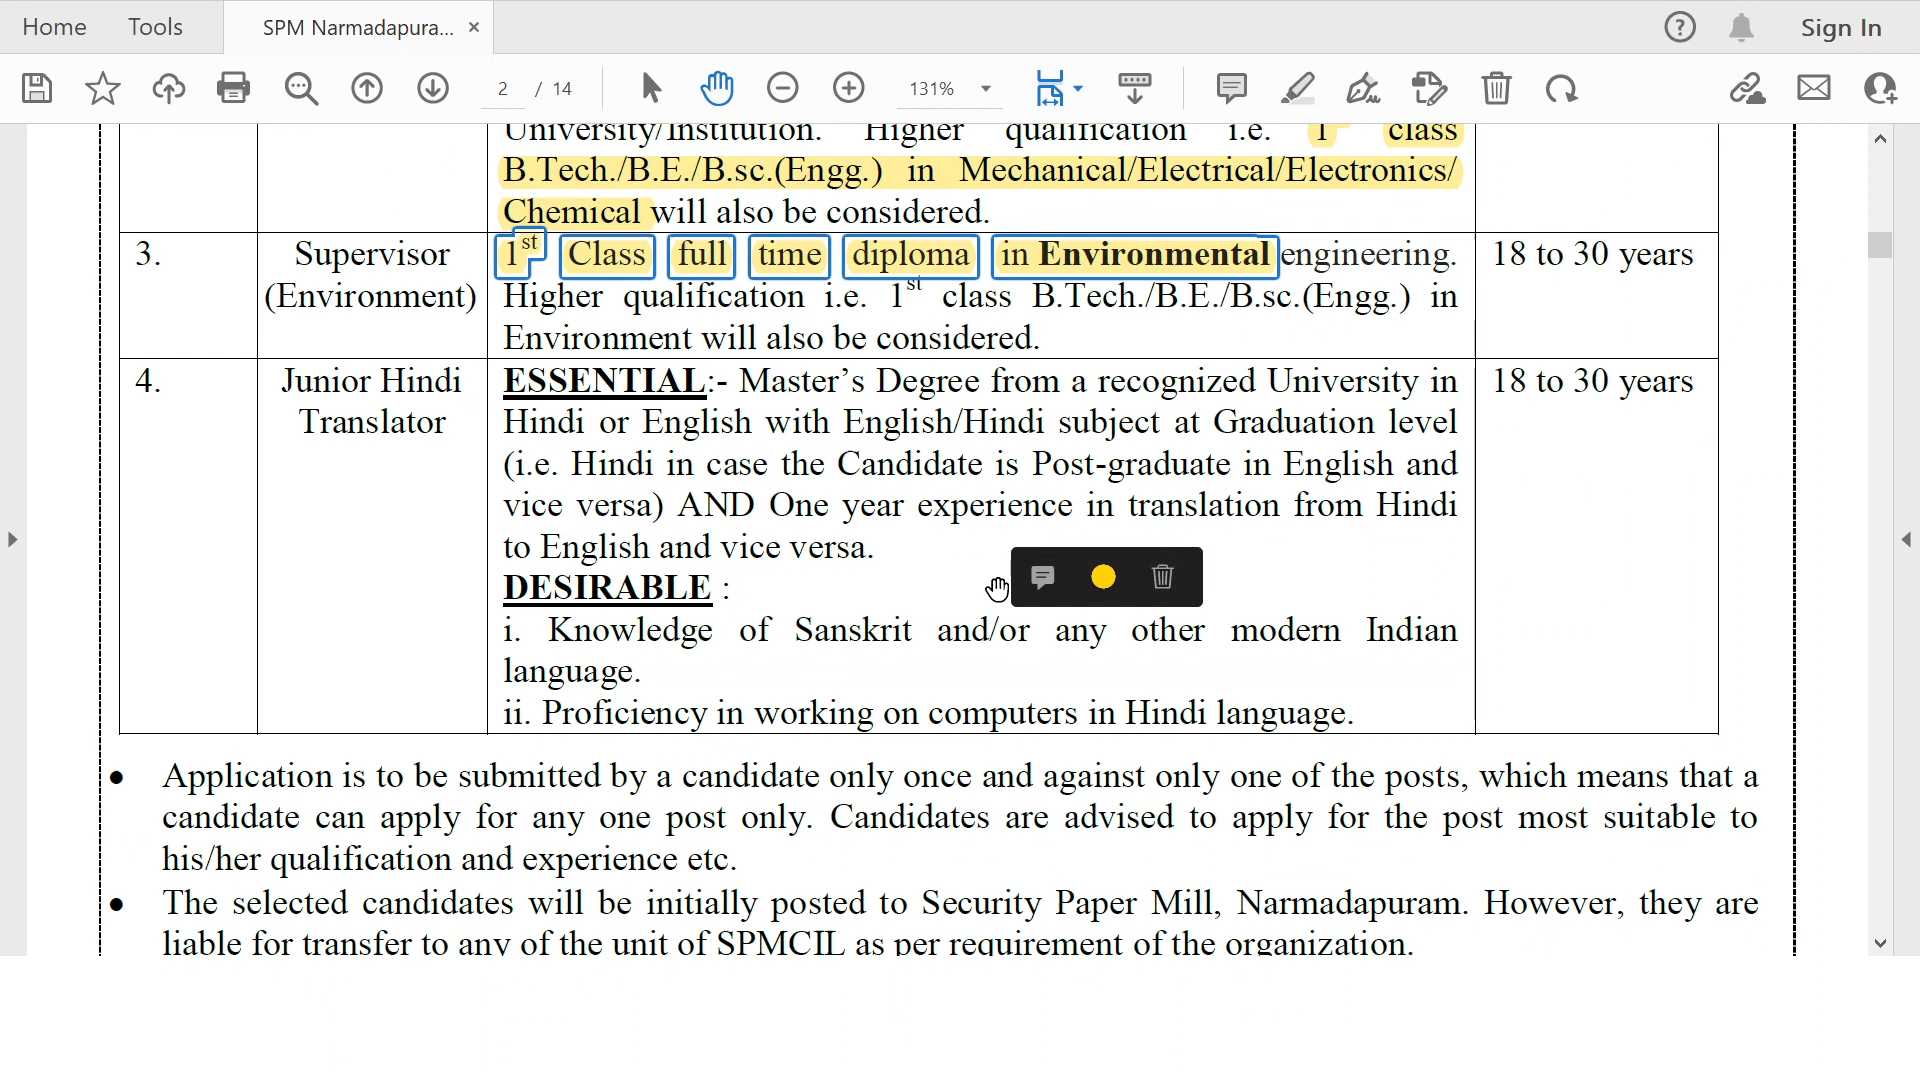 Home Tools SPM Narmadapura... × Sign In
2 / 14 131%
University/Institution. Higher qualification i.e. 1 class
B.Tech./B.E./B.sc.(Engg.) in Mechanical/Electrical/Electronics/
Chemical will also be considered.
3. Supervisor 1st Class full time diploma in Environmental engineering. 18 to 30 years
(Environment) Higher qualification i.e. 1st class B.Tech./B.E./B.sc.(Engg.) in
Environment will also be considered.
4. Junior Hindi ESSENTIAL:- Master's Degree from a recognized University in 18 to 30 years
Translator Hindi or English with English/Hindi subject at Graduation level
(i.e. Hindi in case the Candidate is Post-graduate in English and
vice versa) AND One year experience in translation from Hindi
to English and vice versa.
DESIRABLE :
i. Knowledge of Sanskrit and/or any other modern Indian
language.
ii. Proficiency in working on computers in Hindi language.
• Application is to be submitted by a candidate only once and against only one of the posts, which means that a
candidate can apply for any one post only. Candidates are advised to apply for the post most suitable to
his/her qualification and experience etc.
• The selected candidates will be initially posted to Security Paper Mill, Narmadapuram. However, they are
liable for transfer to any of the unit of SPMCIL as per requirement of the organization.